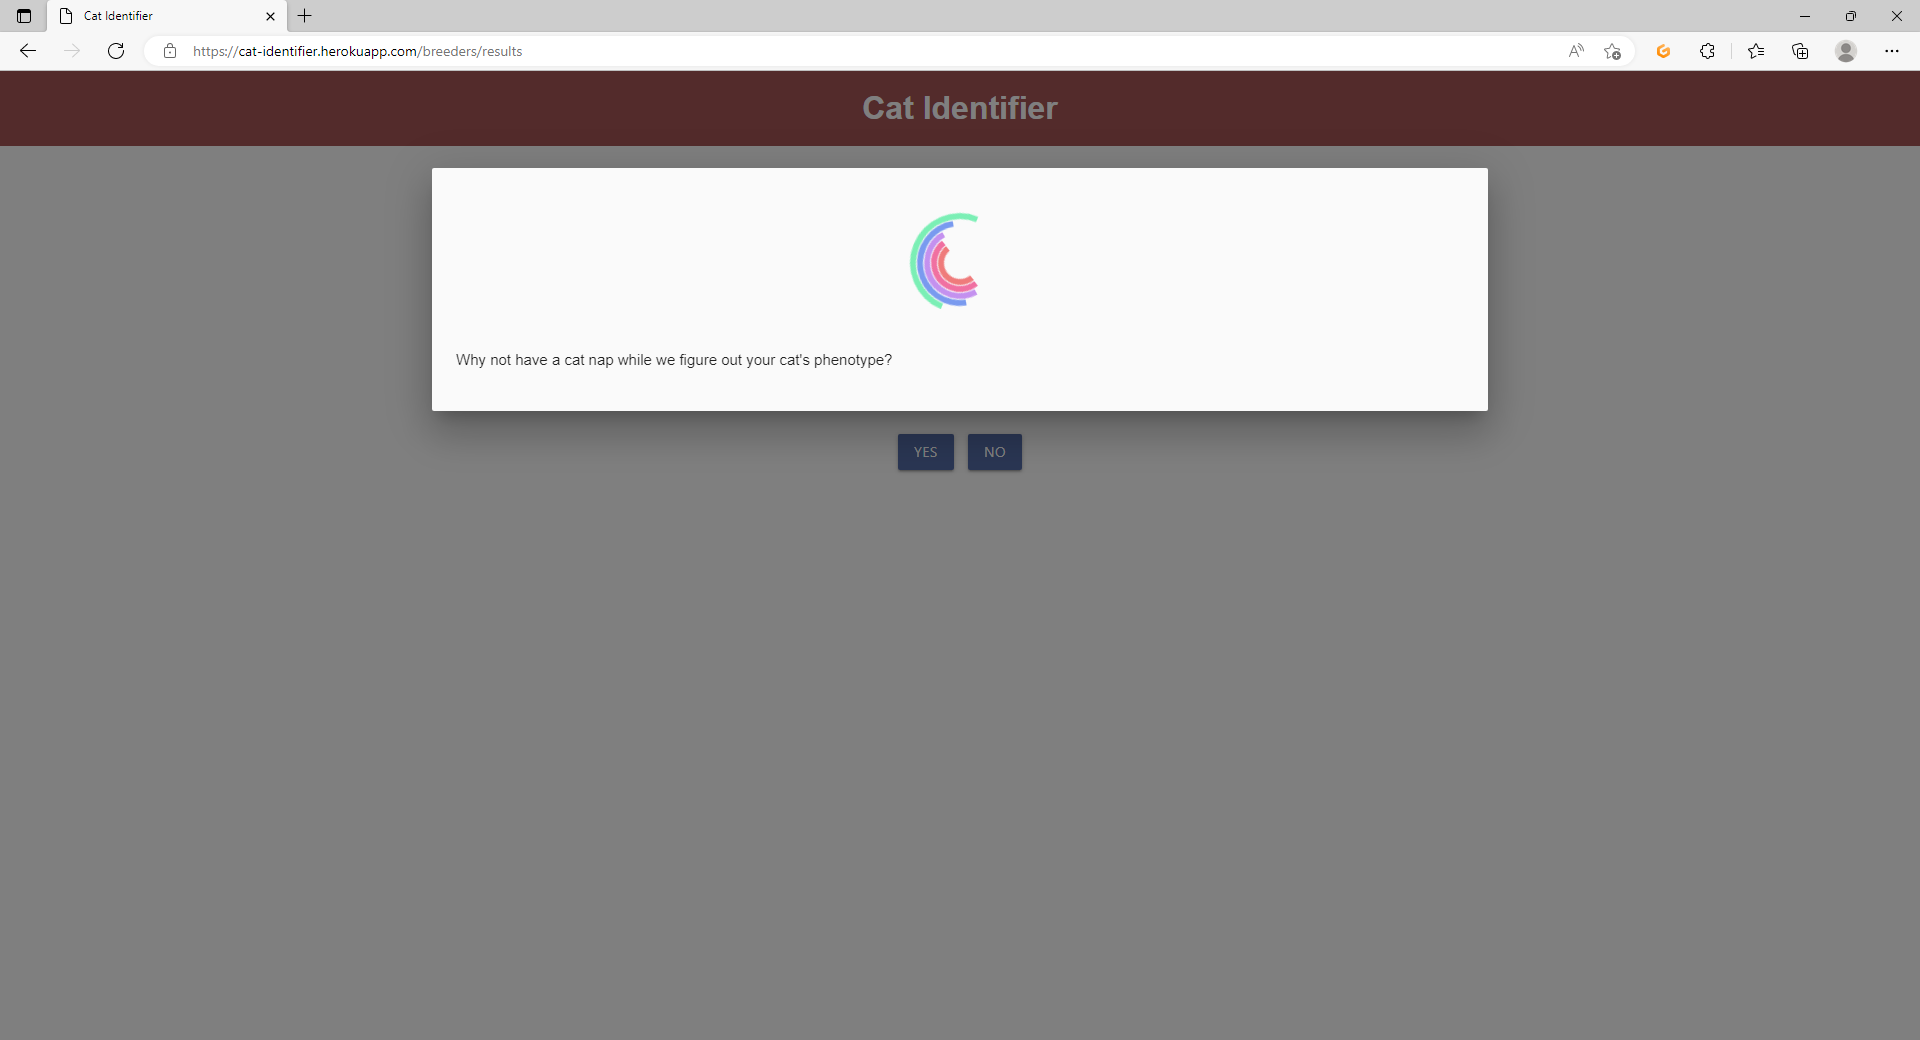 Cat Identifier
https://cat-identifier.herokuapp.com/breeders/results
Cat Identifier
Why not have a cat nap while we figure out your cat's phenotype?
YES NO